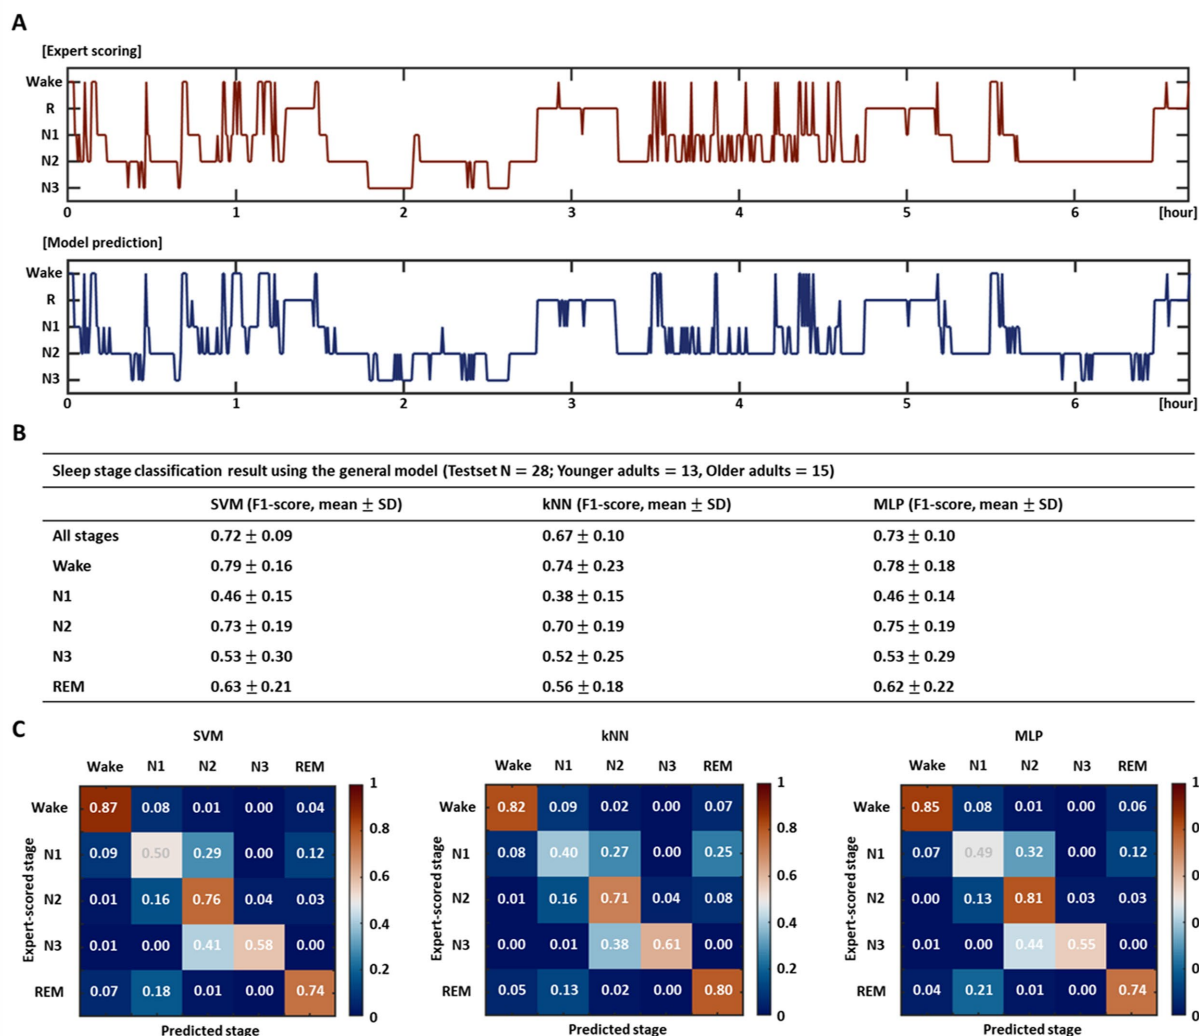 A
[Expert scoring]
Wake
R
N1
N2
N3
0 1 2 3 4 5 6 [hour]
[Model prediction]
Wake
R
N1
N2
N3
0 1 2 3 4 5 6 [hour]
B
Sleep stage classification result using the general model (Testset N = 28; Younger adults = 13, Older adults = 15)
SVM (F1-score, mean ± SD) kNN (F1-score, mean ± SD) MLP (F1-score, mean ± SD)
All stages 0.72 ± 0.09 0.67 ± 0.10 0.73 ± 0.10
Wake 0.79 ± 0.16 0.74 ± 0.23 0.78 ± 0.18
N1 0.46 ± 0.15 0.38 ± 0.15 0.46 ± 0.14
N2 0.73 ± 0.19 0.70 ± 0.19 0.75 ± 0.19
N3 0.53 ± 0.30 0.52 ± 0.25 0.53 ± 0.29
REM 0.63 ± 0.21 0.56 ± 0.18 0.62 ± 0.22
C
SVM
Wake N1 N2 N3 REM
Expert-scored stage
Wake 0.87 0.08 0.01 0.00 0.04
N1 0.09 0.50 0.29 0.00 0.12
N2 0.01 0.16 0.76 0.04 0.03
N3 0.01 0.00 0.41 0.58 0.00
REM 0.07 0.18 0.01 0.00 0.74
Predicted stage
1
0.8
0.6
0.4
0.2
0
kNN
Wake N1 N2 N3 REM
Expert-scored stage
Wake 0.82 0.09 0.02 0.00 0.07
N1 0.08 0.40 0.27 0.00 0.25
N2 0.01 0.16 0.71 0.04 0.08
N3 0.00 0.01 0.38 0.61 0.00
REM 0.05 0.13 0.02 0.00 0.80
Predicted stage
1
0.8
0.6
0.4
0.2
0
MLP
Wake N1 N2 N3 REM
Expert-scored stage
Wake 0.85 0.08 0.01 0.00 0.06
N1 0.07 0.49 0.32 0.00 0.12
N2 0.00 0.13 0.81 0.03 0.03
N3 0.01 0.00 0.44 0.55 0.00
REM 0.04 0.21 0.01 0.00 0.74
Predicted stage
1
0